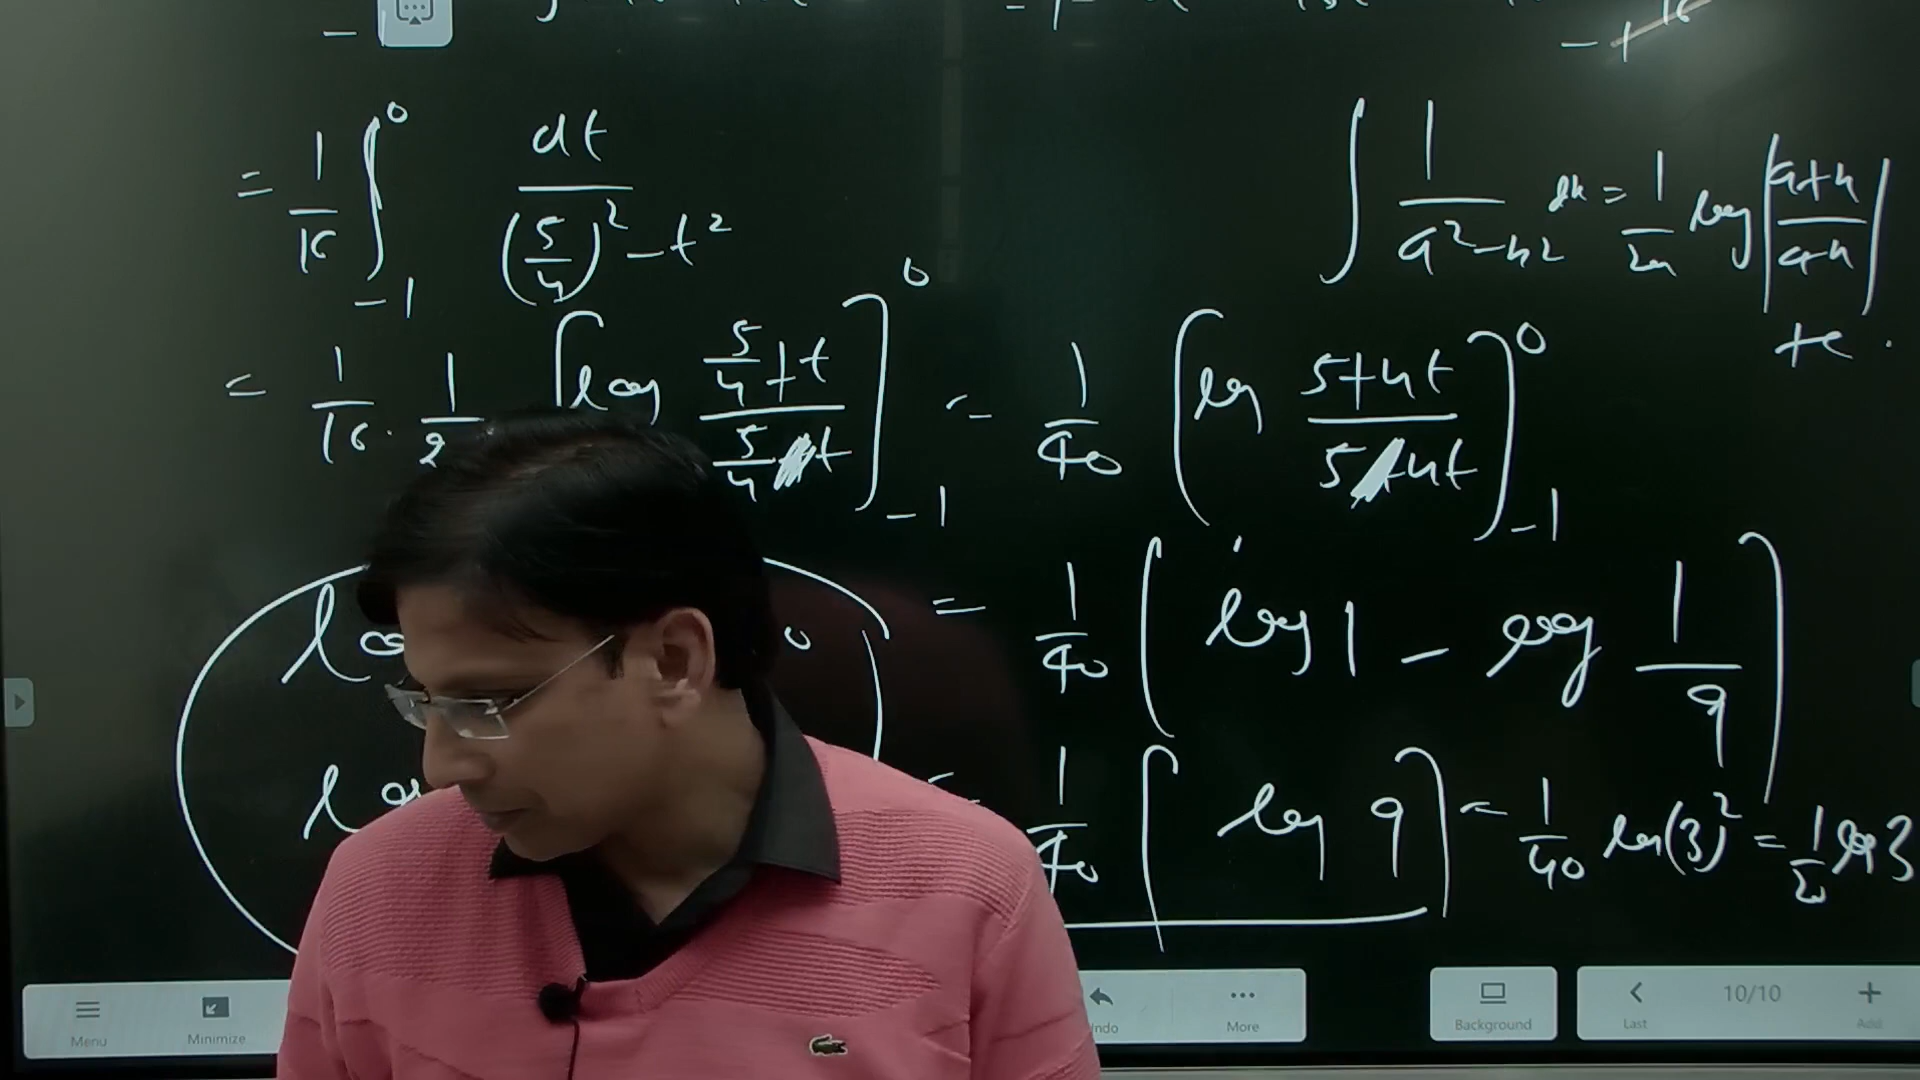 = 1/16 ∫_{-1}^{0} dt / ((5/4)² - t²)
∫ 1/(a²-x²) dx = 1/2a log |(a+x)/(a-x)| + c.
= 1/16 · 1/2 [log (5/4 + t)/(5/4 - t)]_{-1}^{0} = 1/40 [log (5+4t)/(5-4t)]_{-1}^{0}
= 1/40 [log 1 - log 1/9]
= 1/40 [log 9] = 1/40 log(3)² = 1/20 log 3
Menu
Minimize
More
Background
Last
10/10
Add